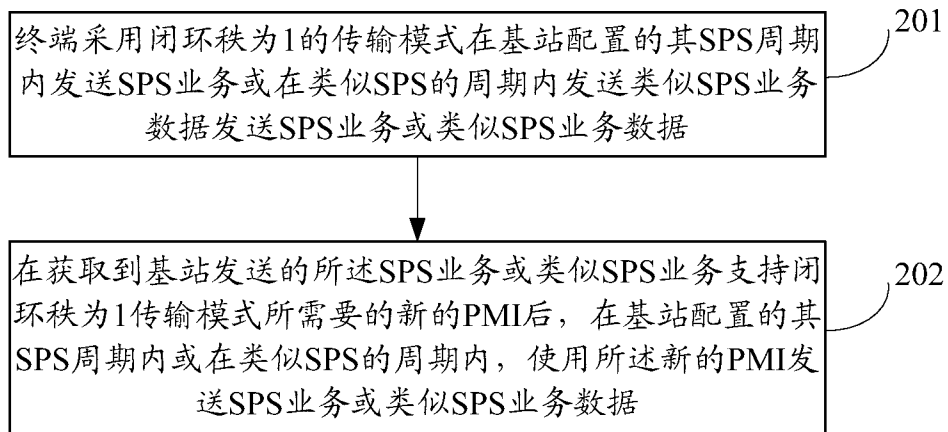 终端采用闭环秩为1的传输模式在基站配置的其SPS周期
内发送SPS业务或在类似SPS的周期内发送类似SPS业务
数据发送SPS业务或类似SPS业务数据
201
在获取到基站发送的所述SPS业务或类似SPS业务支持闭
环秩为1传输模式所需要的新的PMI后，在基站配置的其
SPS周期内或在类似SPS的周期内，使用所述新的PMI发
送SPS业务或类似SPS业务数据
202